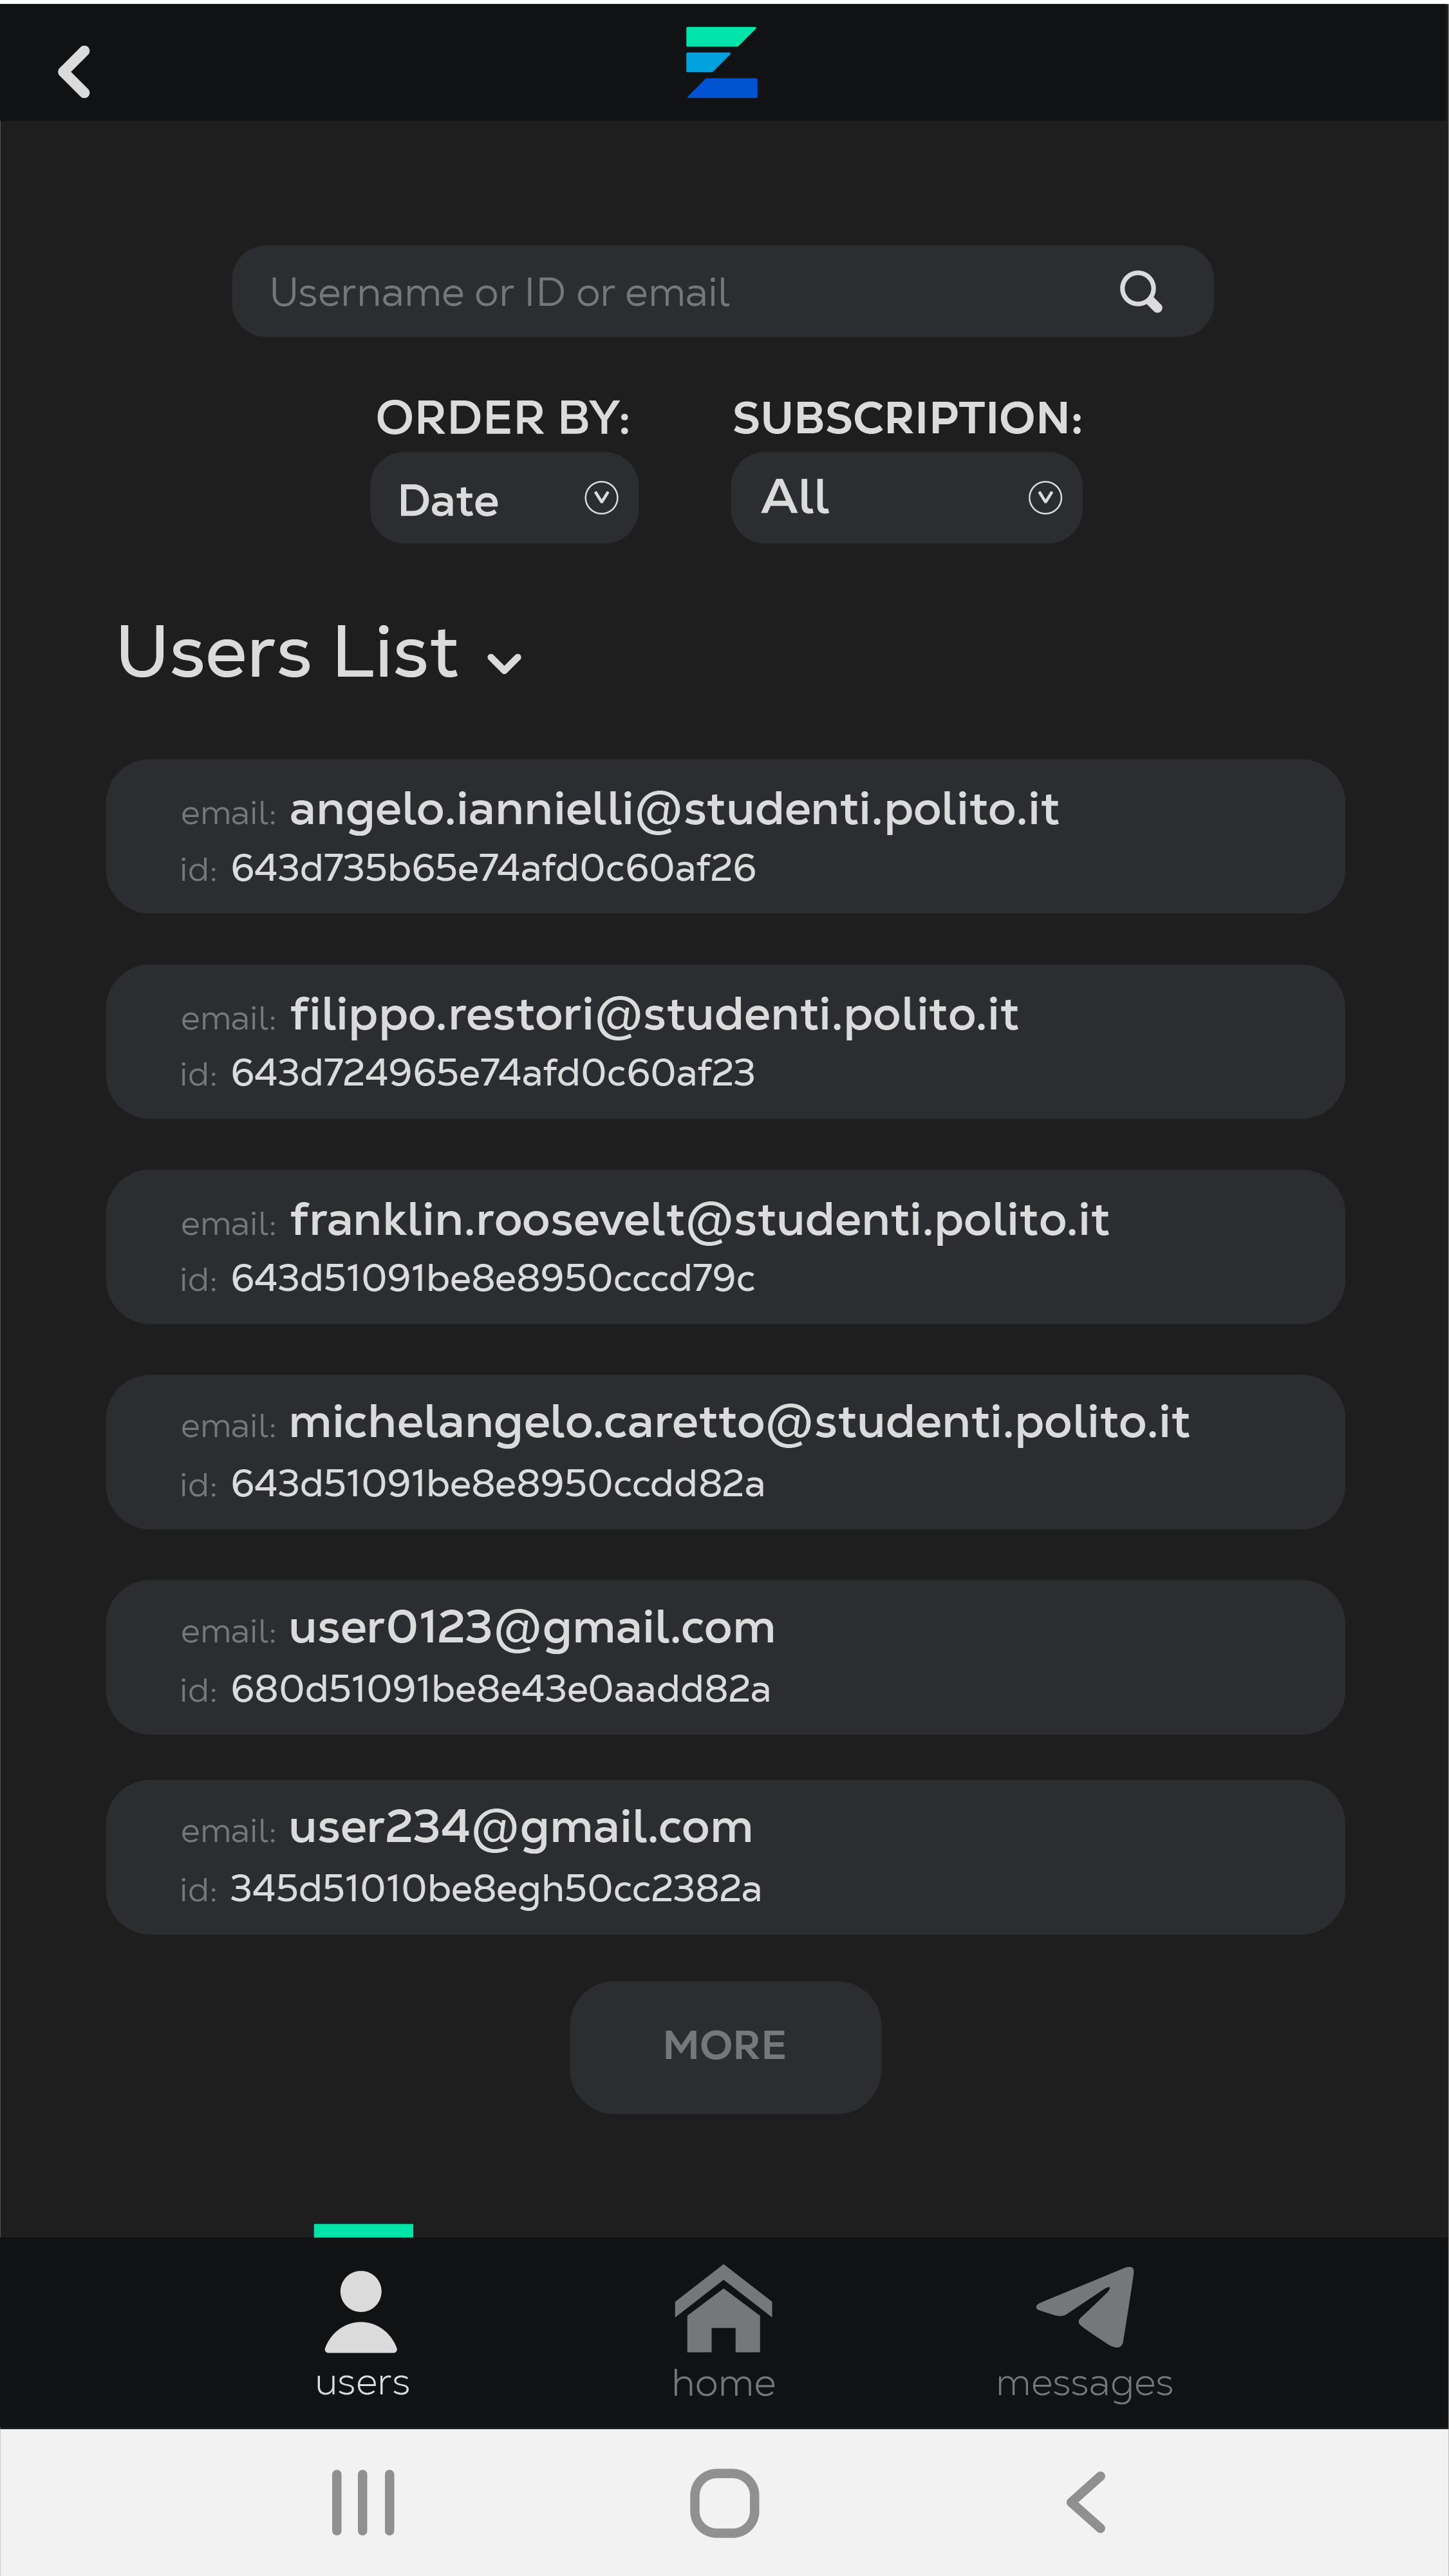 Username or ID or email
ORDER BY: SUBSCRIPTION:
Date All
Users List
email: angelo.iannielli@studenti.polito.it
id: 643d735b65e74afd0c60af26
email: filippo.restori@studenti.polito.it
id: 643d724965e74afd0c60af23
email: franklin.roosevelt@studenti.polito.it
id: 643d51091be8e8950cccd79c
email: michelangelo.caretto@studenti.polito.it
id: 643d51091be8e8950ccdd82a
email: user0123@gmail.com
id: 680d51091be8e43e0aadd82a
email: user234@gmail.com
id: 345d51010be8egh50cc2382a
MORE
users home messages